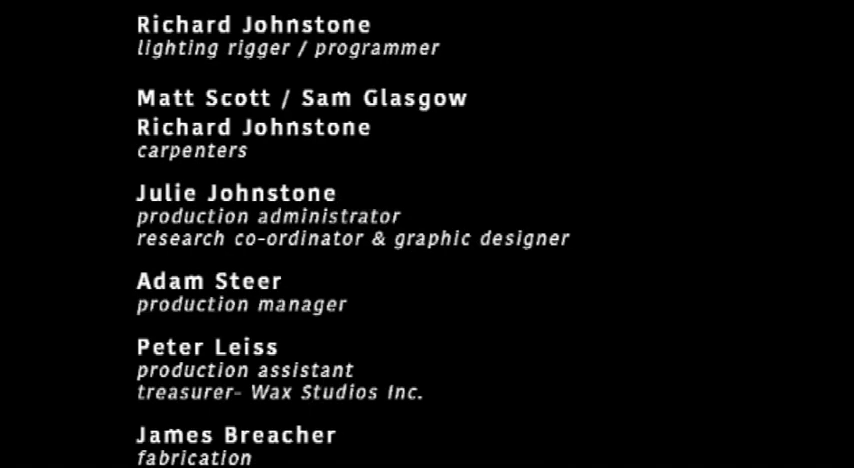 Richard Johnstone
lighting rigger / programmer
Matt Scott / Sam Glasgow
Richard Johnstone
carpenters
Julie Johnstone
production administrator
research co-ordinator & graphic designer
Adam Steer
production manager
Peter Leiss
production assistant
treasurer- Wax Studios Inc.
James Breacher
fabrication